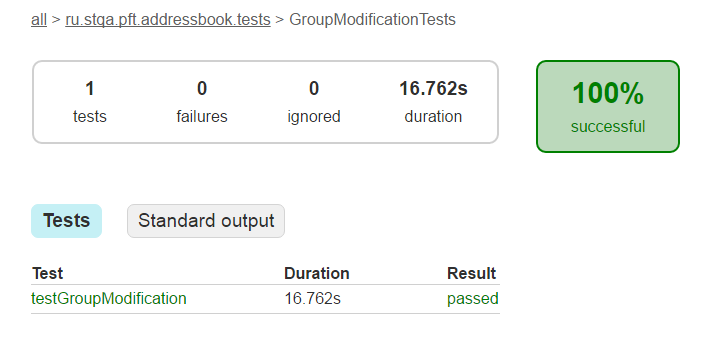 all > ru.stqa.pft.addressbook.tests > GroupModificationTests
1 0 0 16.762s
tests failures ignored duration
100%
successful
Tests Standard output
Test Duration Result
testGroupModification 16.762s passed